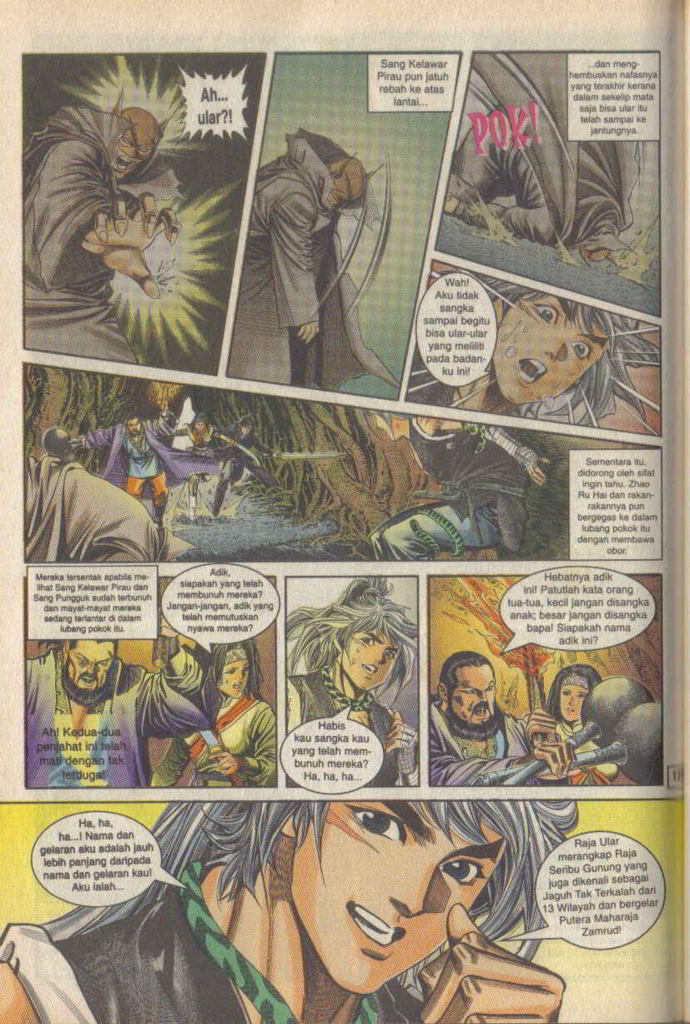 Ah...
ular?!
Sang Kelawar
Pirau pun jatuh
rebah ke atas
lantai...
...dan meng-
hembuskan nafasnya
yang terakhir kerana
dalam sekelip mata
saja bisa ular itu
telah sampai ke
jantungnya.
POK!
Wah!
Aku tidak
sangka
sampai begitu
bisa ular-ular
yang meliliti
pada badan-
ku ini!
Sementara itu,
didorong oleh sifat
ingin tahu, Zhao
Ru Hai dan rakan-
rakannya pun
bergegas ke dalam
lubang pokok itu
dengan membawa
obor.
Mereka tersentak apabila me-
lihat Sang Kelawar Pirau dan
Sang Pungguk sudah terbunuh
dan mayat-mayat mereka
sedang terlantar di dalam
lubang pokok itu.
Adik,
siapakah yang telah
membunuh mereka?
Jangan-jangan, adik yang
telah memutuskan
nyawa mereka?
Ah! Kedua-dua
penjahat ini telah
mati dengan tak
terduga!
Habis
kau sangka kau
yang telah mem-
bunuh mereka?
Ha, ha, ha...
Hebatnya adik
ini! Patutlah kata orang
tua-tua, kecil jangan disangka
anak; besar jangan disangka
bapa! Siapakah nama
adik ini?
Ha, ha,
ha...! Nama dan
gelaran aku adalah jauh
lebih panjang daripada
nama dan gelaran kau!
Aku ialah...
Raja Ular
merangkap Raja
Seribu Gunung yang
juga dikenali sebagai
Jaguh Tak Terkalah dari
13 Wilayah dan bergelar
Putera Maharaja
Zamrud!